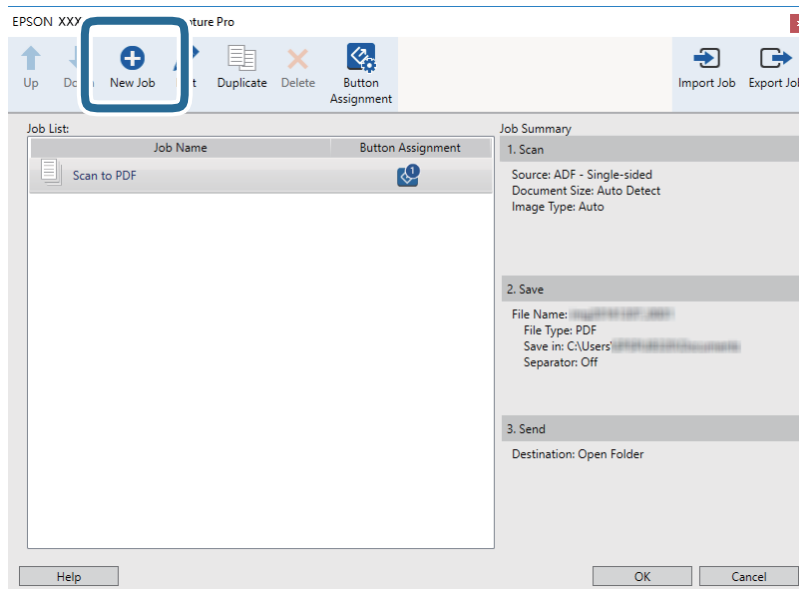 EPSON XXX ture Pro
Up
New Job
Duplicate
Delete
Button
Assignment
Import Job
Export Jol
Job List:
Job Name
Button Assignment
Scan to PDF
1
Job Summary
1. Scan
Source: ADF - Single-sided
Document Size: Auto Detect
Image Type: Auto
2. Save
File Name:
File Type: PDF
Save in: C:\Users\
Separator: Off
3. Send
Destination: Open Folder
Help
OK
Cancel